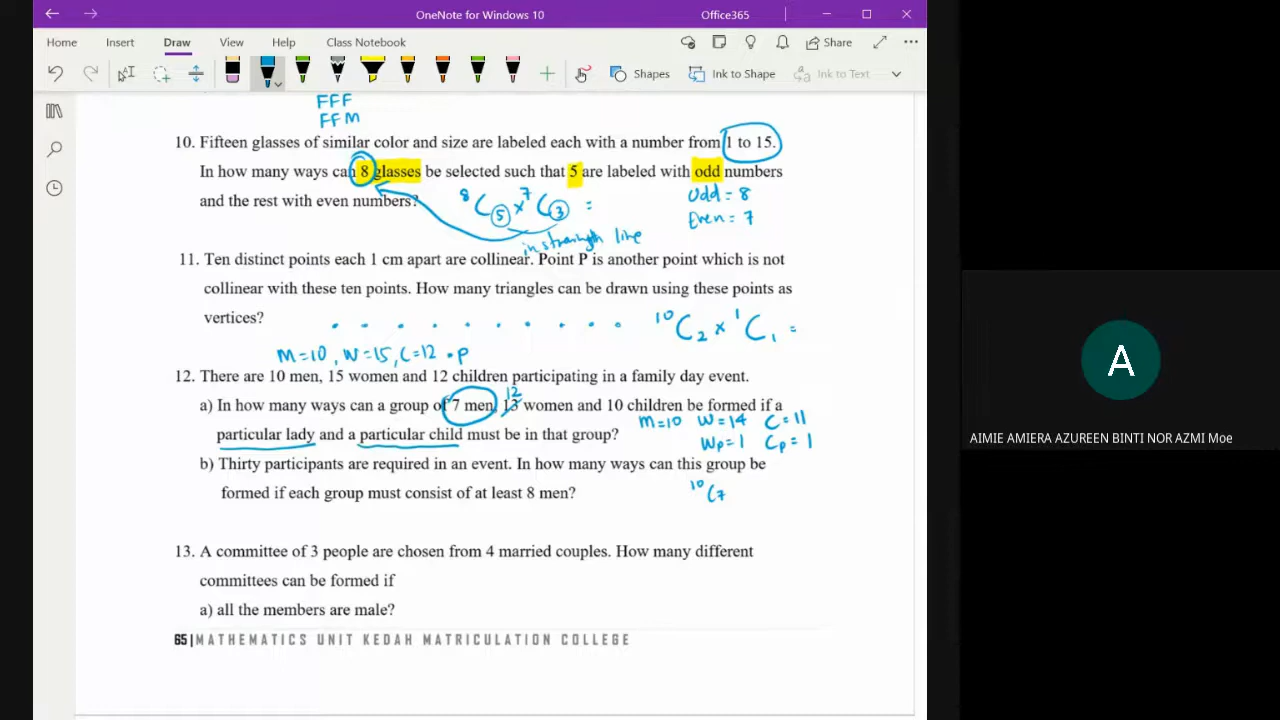 OneNote for Windows 10
Office365
Home Insert Draw View Help Class Notebook
Share
Shapes Ink to Shape Ink to Text
FFF
FFM
10. Fifteen glasses of similar color and size are labeled each with a number from 1 to 15.
In how many ways can 8 glasses be selected such that 5 are labeled with odd numbers
Odd = 8
and the rest with even numbers?
⁸C₅ × ⁷C₃ =
Even = 7
in straigth line
11. Ten distinct points each 1 cm apart are collinear. Point P is another point which is not
collinear with these ten points. How many triangles can be drawn using these points as
vertices?
¹⁰C₂ × ¹C₁ =
M=10, W=15, C=12 • P
12. There are 10 men, 15 women and 12 children participating in a family day event.
12
a) In how many ways can a group of 7 men, 13 women and 10 children be formed if a
M=10 W=14 C=11
particular lady and a particular child must be in that group?
Wp=1 Cp=1
b) Thirty participants are required in an event. In how many ways can this group be
formed if each group must consist of at least 8 men?
¹⁰C₇
13. A committee of 3 people are chosen from 4 married couples. How many different
committees can be formed if
a) all the members are male?
65|MATHEMATICS UNIT KEDAH MATRICULATION COLLEGE
A
AIMIE AMIERA AZUREEN BINTI NOR AZMI Moe